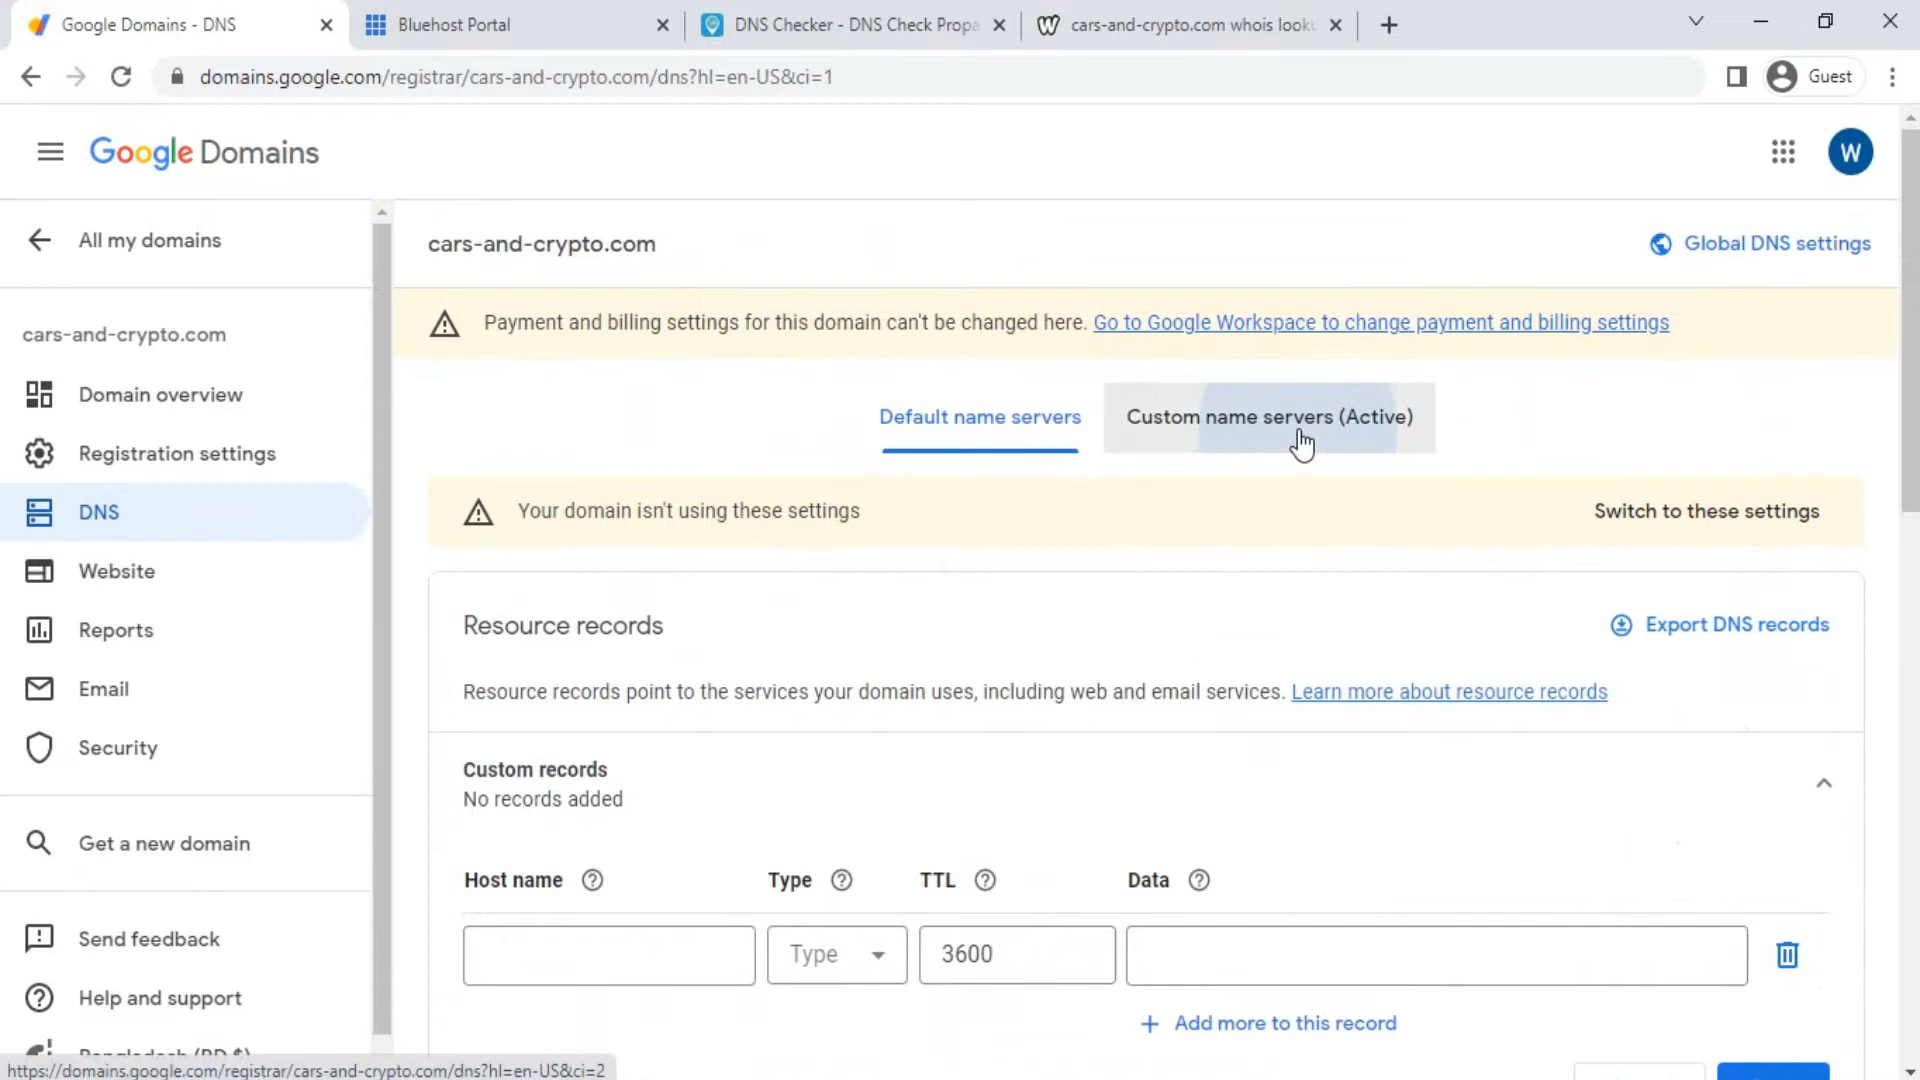 Google Domains - DNS
Bluehost Portal
DNS Checker - DNS Check Propa
cars-and-crypto.com whois looku
domains.google.com/registrar/cars-and-crypto.com/dns?hl=en-US&ci=1
Guest
Google Domains
W
All my domains
cars-and-crypto.com
Global DNS settings
Payment and billing settings for this domain can't be changed here. Go to Google Workspace to change payment and billing settings
cars-and-crypto.com
Domain overview
Registration settings
DNS
Website
Reports
Email
Security
Get a new domain
Send feedback
Help and support
Bangladesh (BD $)
Default name servers
Custom name servers (Active)
Your domain isn't using these settings
Switch to these settings
Resource records
Export DNS records
Resource records point to the services your domain uses, including web and email services. Learn more about resource records
Custom records
No records added
Host name
Type
TTL
Data
Type
3600
Add more to this record
https://domains.google.com/registrar/cars-and-crypto.com/dns?hl=en-US&ci=2